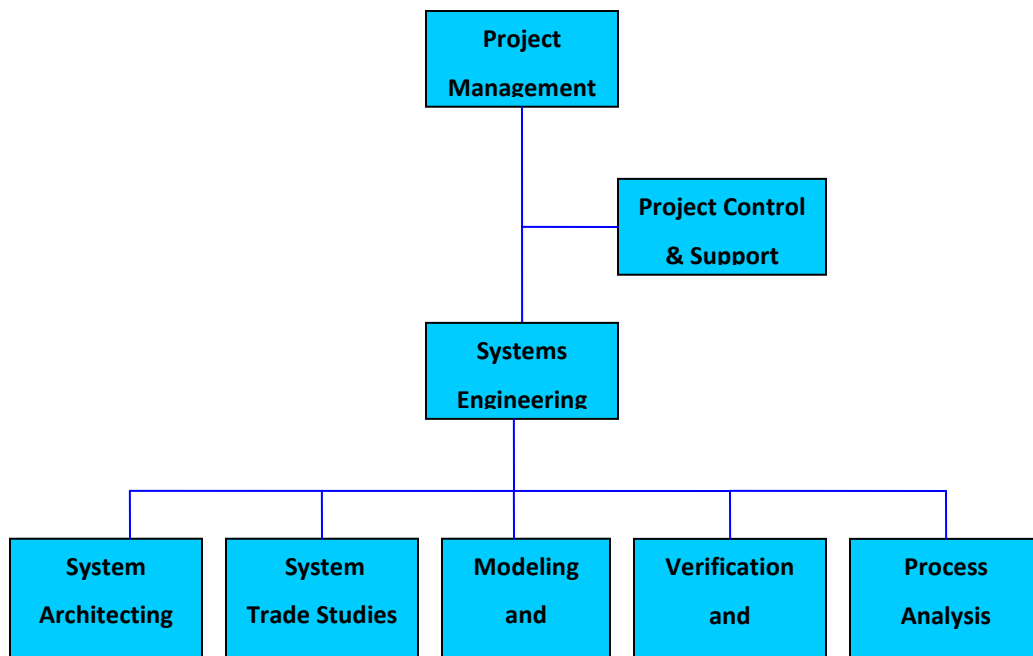 Project
Management
Project Control
& Support
Systems
Engineering
System
Architecting
System
Trade Studies
Modeling
and
Verification
and
Process
Analysis